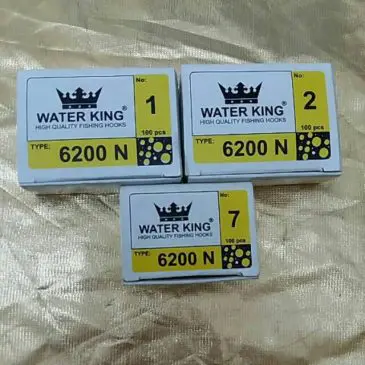 WATER KING®
HIGH QUALITY FISHING HOOKS
No:
1
100 pcs
TYPE:
6200 N
WATER KING®
HIGH QUALITY FISHING HOOKS
No:
2
100 pcs
TYPE:
6200 N
WATER KING®
HIGH QUALITY FISHING HOOKS
No:
7
100 pcs
TYPE:
6200 N